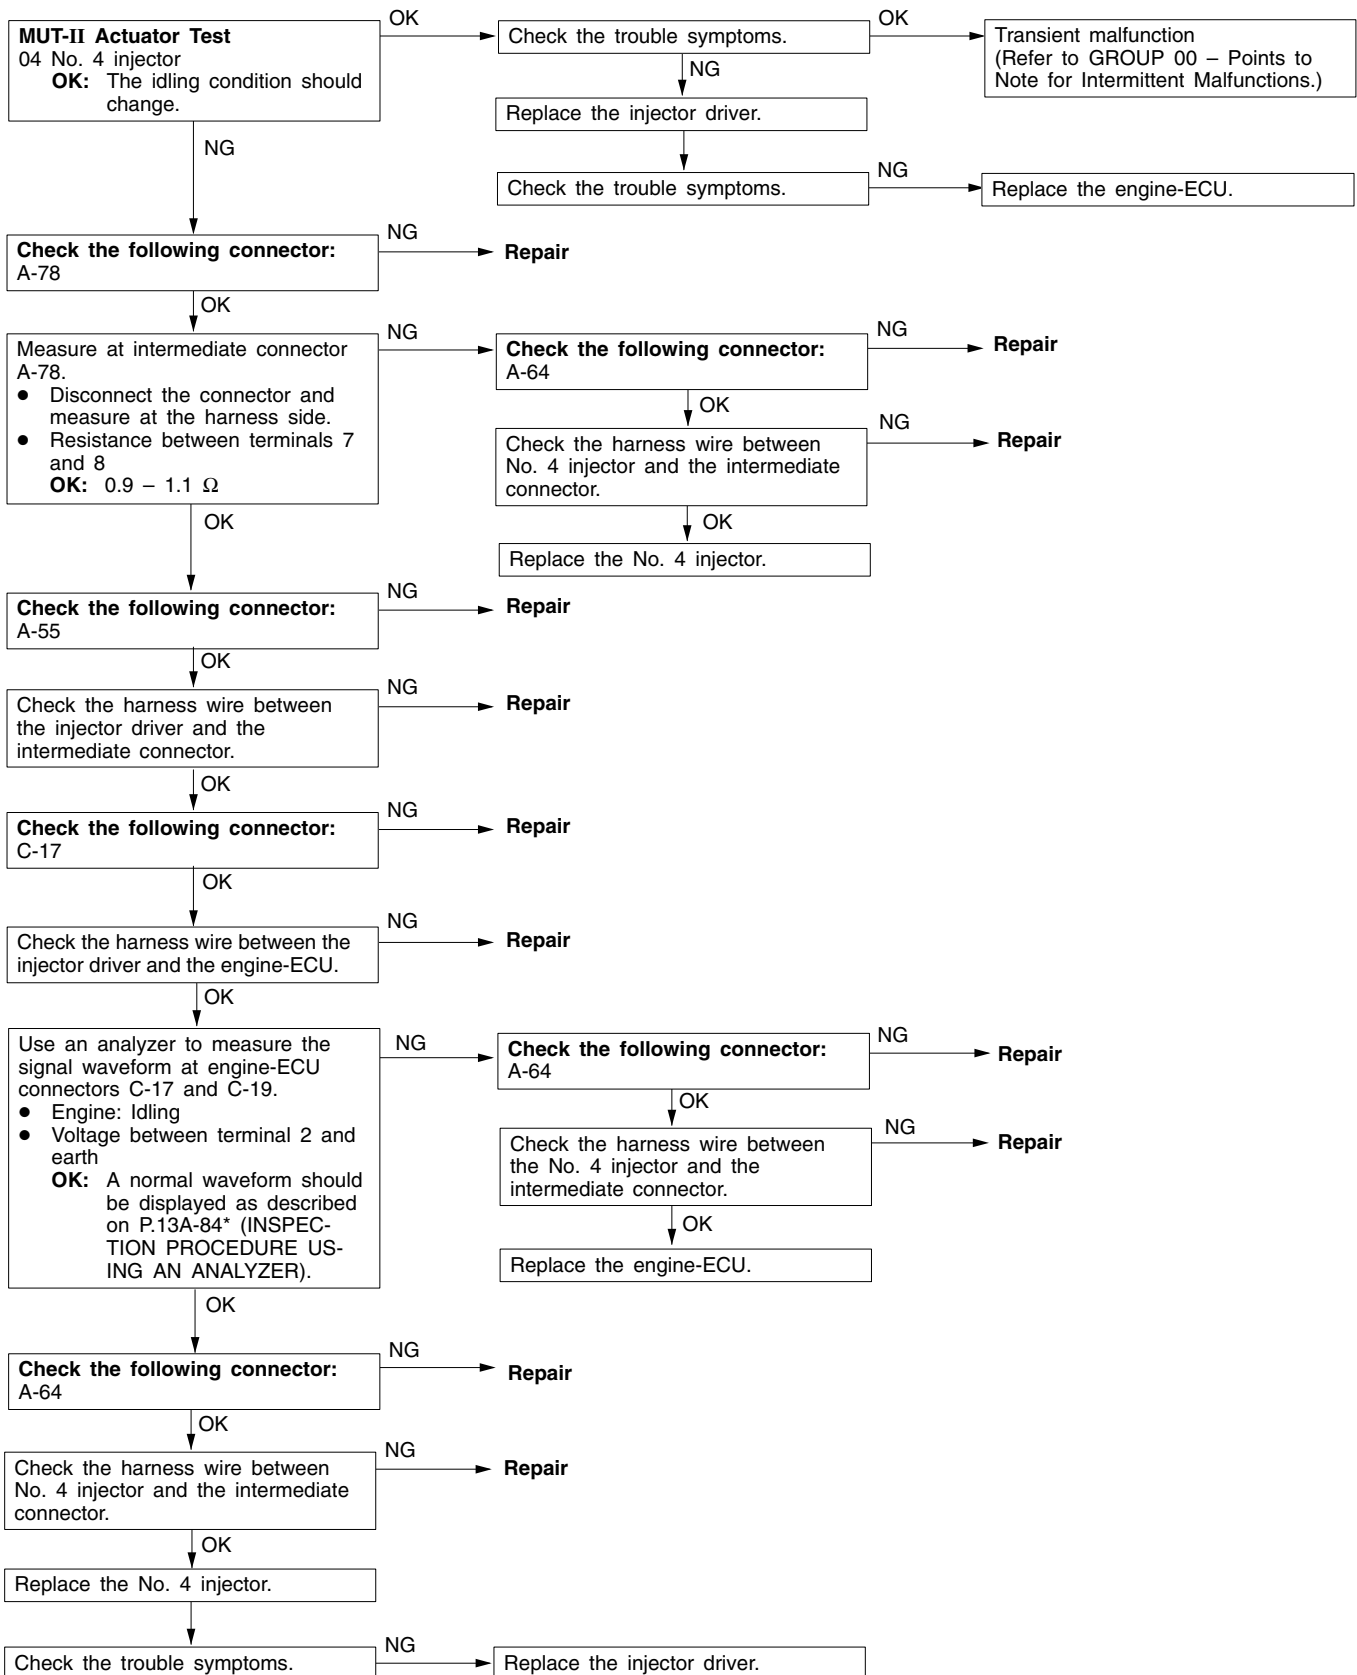 MUT-II Actuator Test
04 No. 4 injector
OK: The idling condition should
change.
OK
Check the trouble symptoms.
OK
Transient malfunction
(Refer to GROUP 00 – Points to
Note for Intermittent Malfunctions.)
NG
Replace the injector driver.
NG
Check the trouble symptoms.
NG
Replace the engine-ECU.
Check the following connector:
A-78
NG
Repair
OK
Measure at intermediate connector
A-78.
● Disconnect the connector and
measure at the harness side.
● Resistance between terminals 7
and 8
OK: 0.9 – 1.1 Ω
NG
Check the following connector:
A-64
NG
Repair
OK
Check the harness wire between
No. 4 injector and the intermediate
connector.
NG
Repair
OK
Replace the No. 4 injector.
OK
Check the following connector:
A-55
NG
Repair
OK
Check the harness wire between
the injector driver and the
intermediate connector.
NG
Repair
OK
Check the following connector:
C-17
NG
Repair
OK
Check the harness wire between the
injector driver and the engine-ECU.
NG
Repair
OK
Use an analyzer to measure the
signal waveform at engine-ECU
connectors C-17 and C-19.
● Engine: Idling
● Voltage between terminal 2 and
earth
OK: A normal waveform should
be displayed as described
on P.13A-84* (INSPEC-
TION PROCEDURE US-
ING AN ANALYZER).
NG
Check the following connector:
A-64
NG
Repair
OK
Check the harness wire between
the No. 4 injector and the
intermediate connector.
NG
Repair
OK
Replace the engine-ECU.
OK
Check the following connector:
A-64
NG
Repair
OK
Check the harness wire between
No. 4 injector and the intermediate
connector.
NG
Repair
OK
Replace the No. 4 injector.
Check the trouble symptoms.
NG
Replace the injector driver.